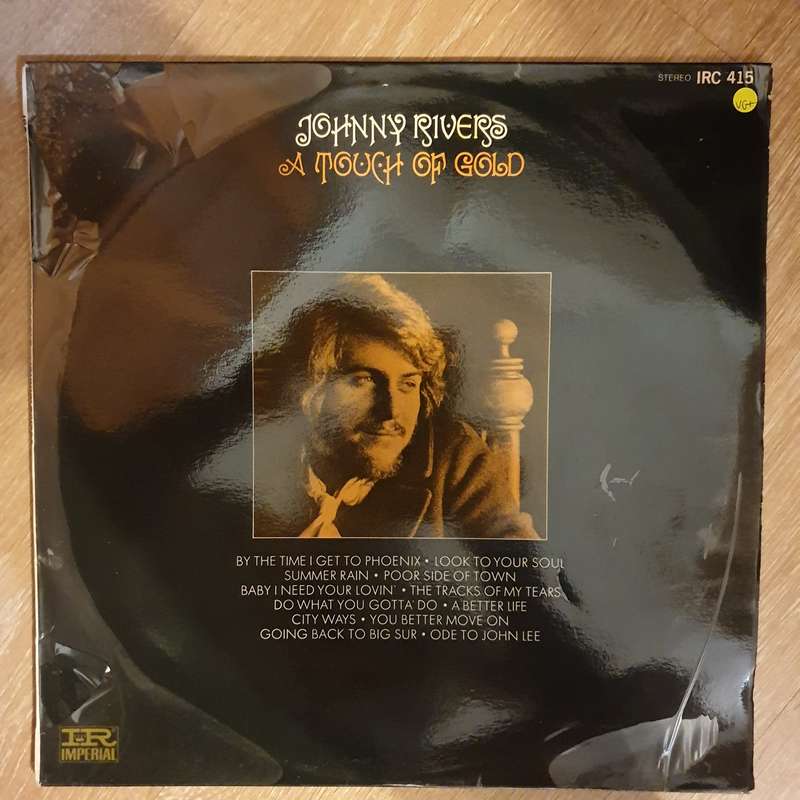 STEREO IRC 415
VG+
JOHNNY RIVERS
A TOUCH OF GOLD
BY THE TIME I GET TO PHOENIX • LOOK TO YOUR SOUL
SUMMER RAIN • POOR SIDE OF TOWN
BABY I NEED YOUR LOVIN' • THE TRACKS OF MY TEARS
DO WHAT YOU GOTTA' DO • A BETTER LIFE
CITY WAYS • YOU BETTER MOVE ON
GOING BACK TO BIG SUR • ODE TO JOHN LEE
IR
IMPERIAL